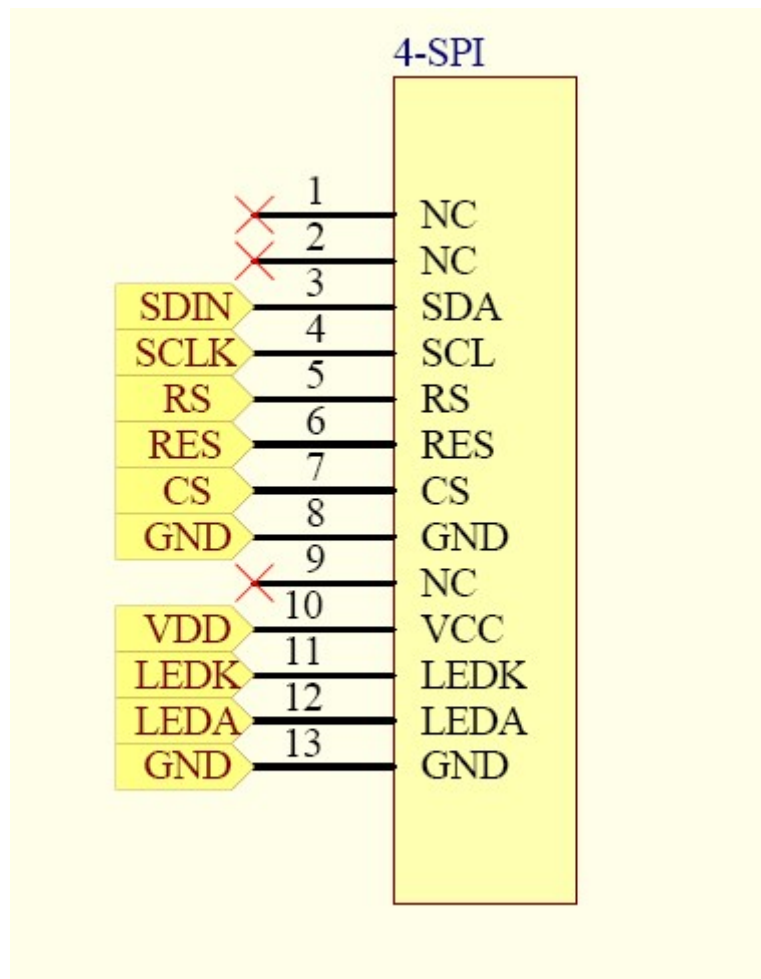 4-SPI
1 NC
2 NC
SDIN 3 SDA
SCLK 4 SCL
RS 5 RS
RES 6 RES
CS 7 CS
GND 8 GND
9 NC
VDD 10 VCC
LEDK 11 LEDK
LEDA 12 LEDA
GND 13 GND